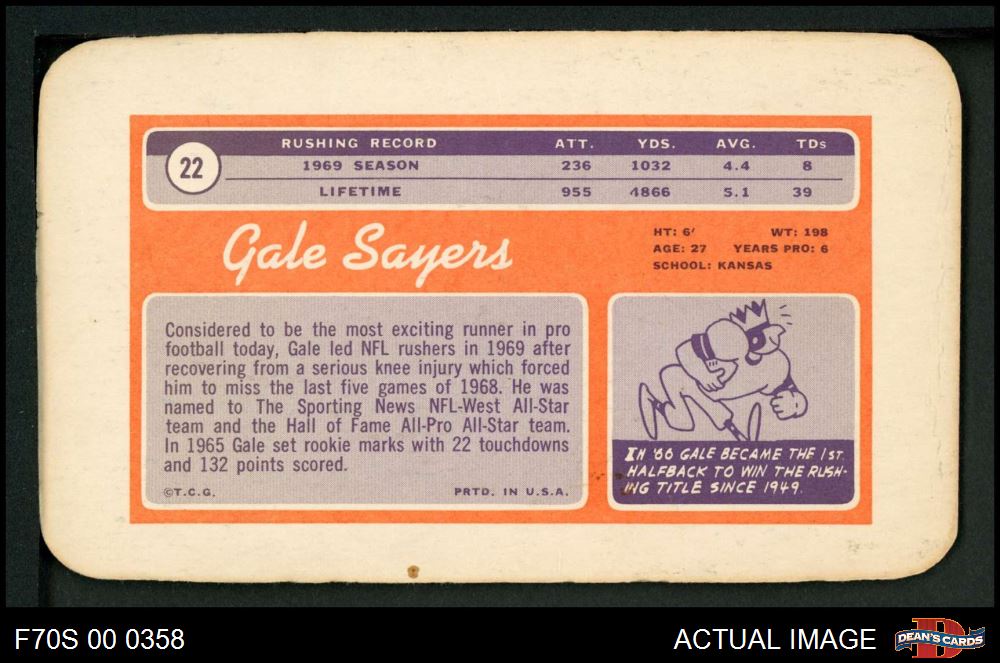 22
RUSHING RECORD ATT. YDS. AVG. TDs
1969 SEASON 236 1032 4.4 8
LIFETIME 955 4866 5.1 39
Gale Sayers
HT: 6' WT: 198
AGE: 27 YEARS PRO: 6
SCHOOL: KANSAS
Considered to be the most exciting runner in pro
football today, Gale led NFL rushers in 1969 after
recovering from a serious knee injury which forced
him to miss the last five games of 1968. He was
named to The Sporting News NFL-West All-Star
team and the Hall of Fame All-Pro All-Star team.
In 1965 Gale set rookie marks with 22 touchdowns
and 132 points scored.
©T.C.G. PRTD. IN U.S.A.
IN '66 GALE BECAME THE 1ST.
HALFBACK TO WIN THE RUSH-
ING TITLE SINCE 1949.
F70S 00 0358
ACTUAL IMAGE
D
DEAN'S CARDS